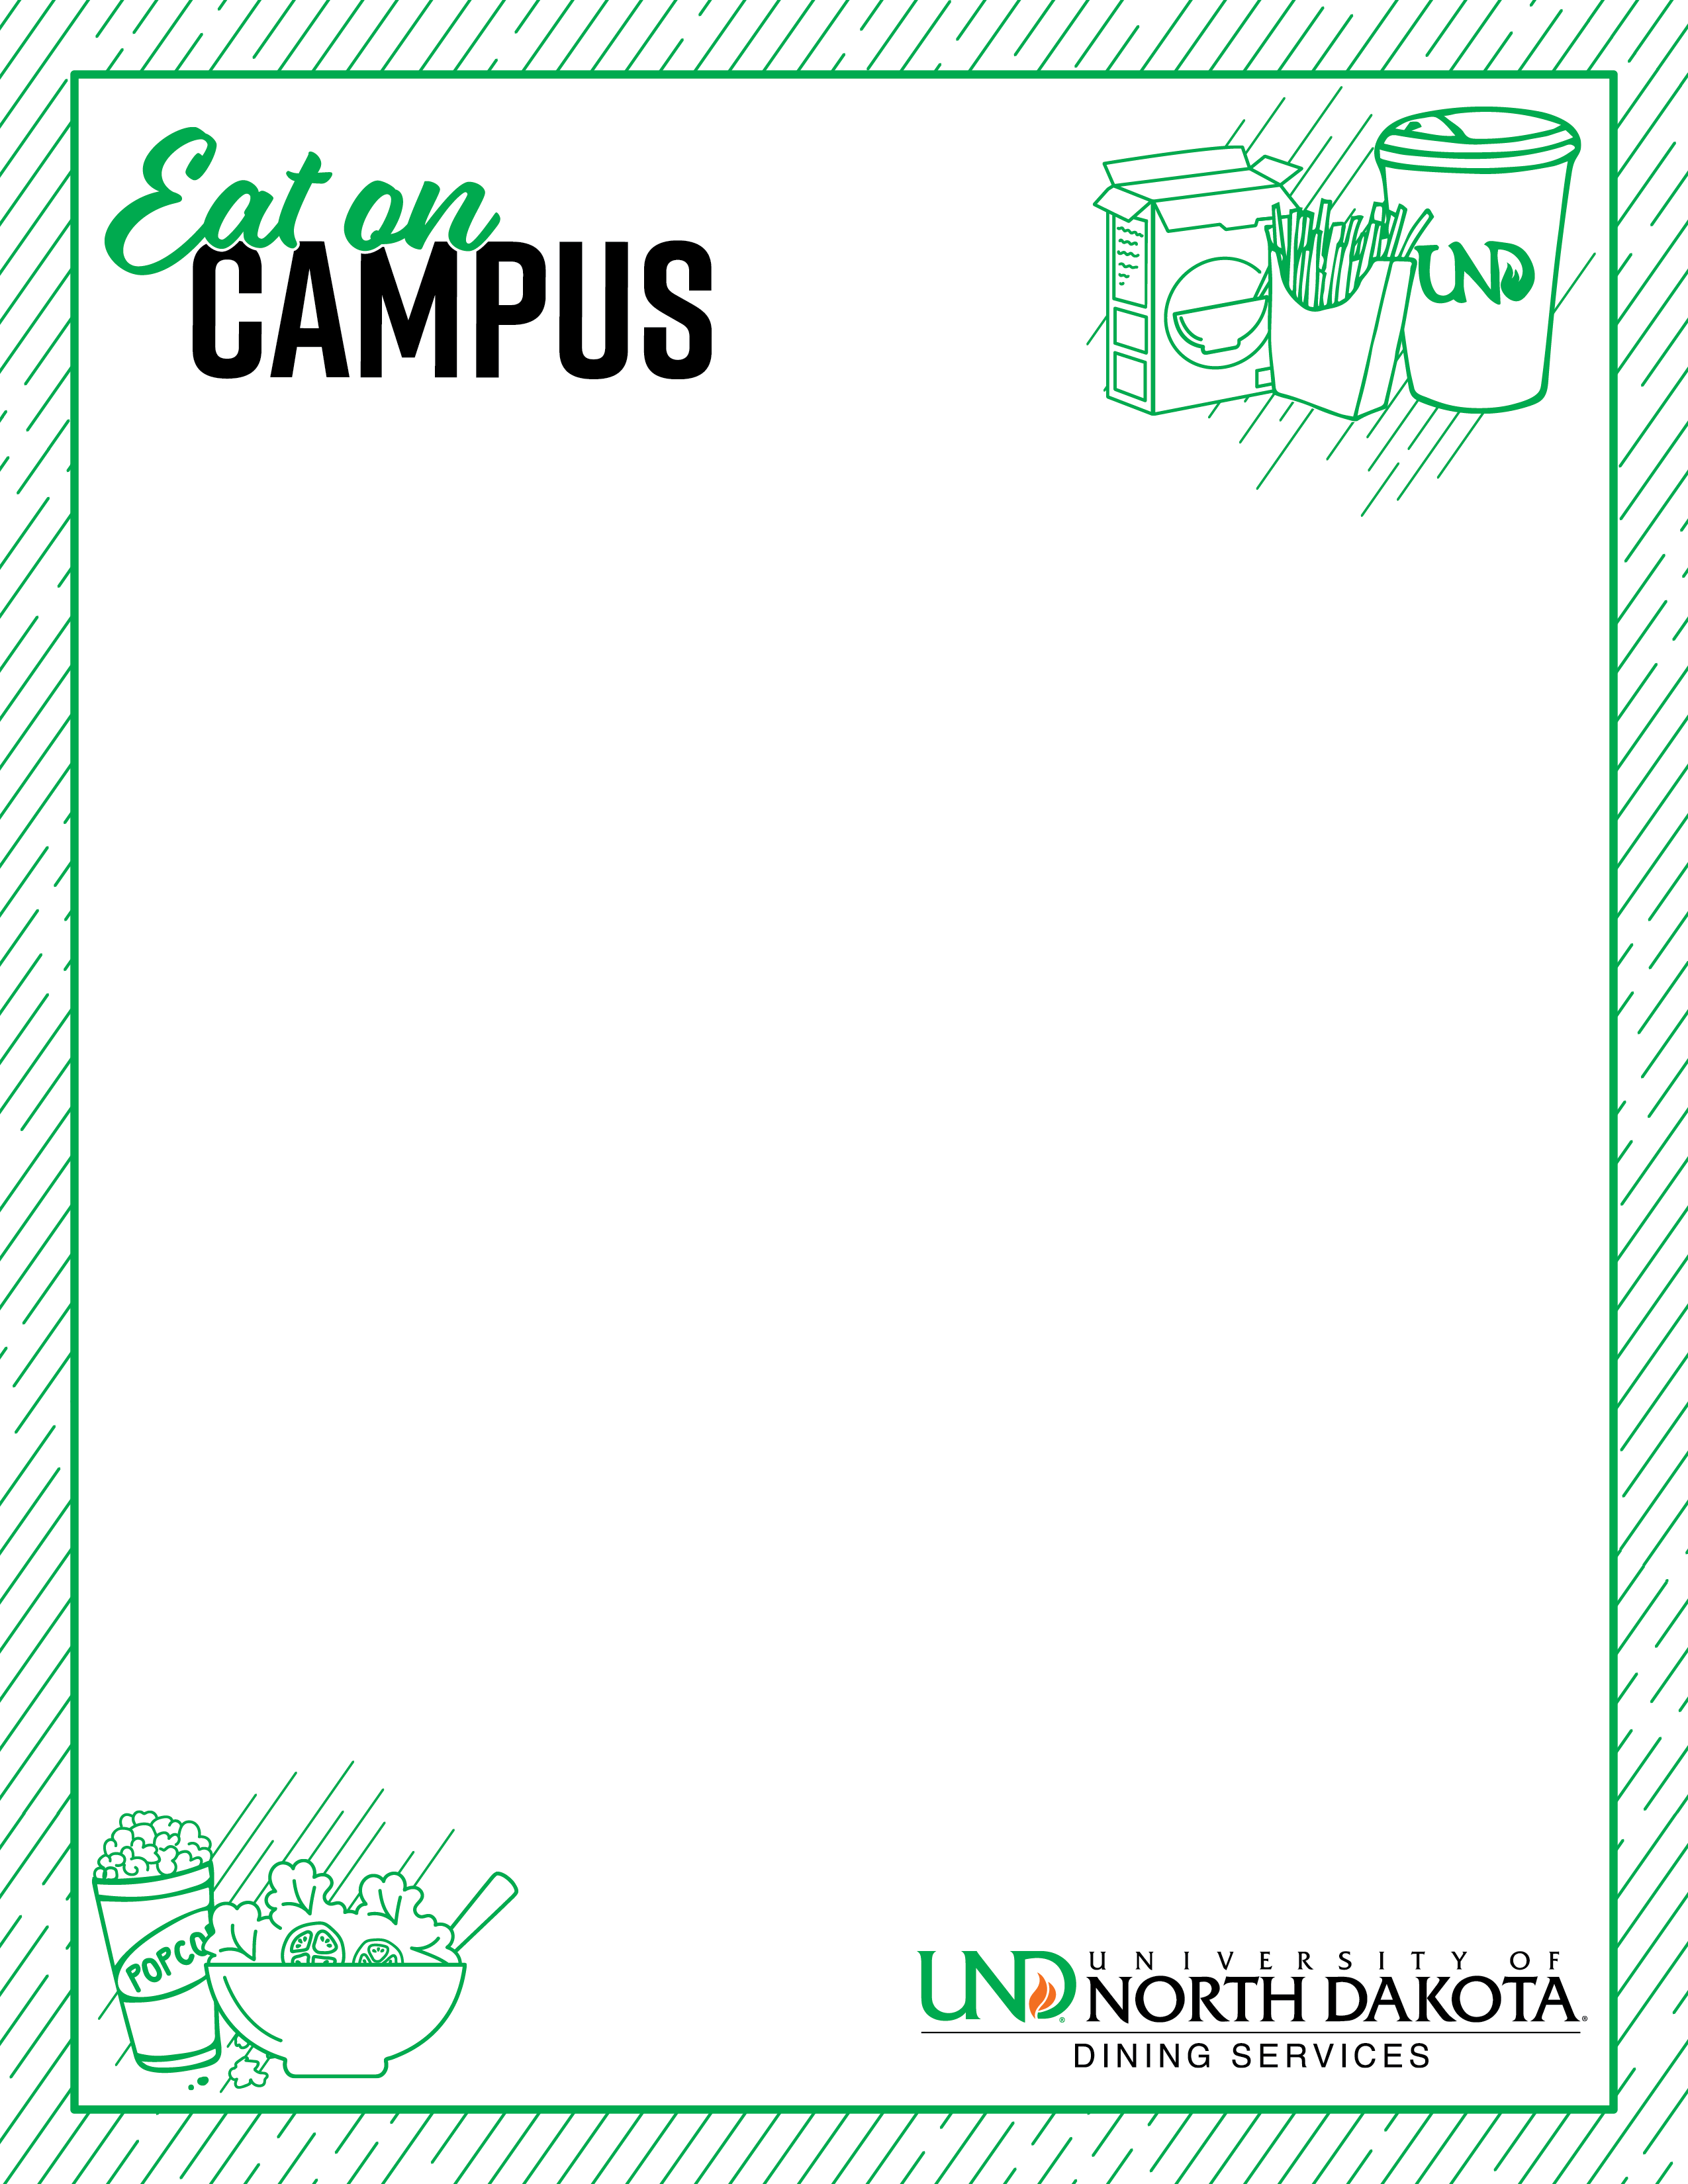 Eat on
CAMPUS
UND
POPCO
UND
UNIVERSITY OF
NORTH DAKOTA
DINING SERVICES